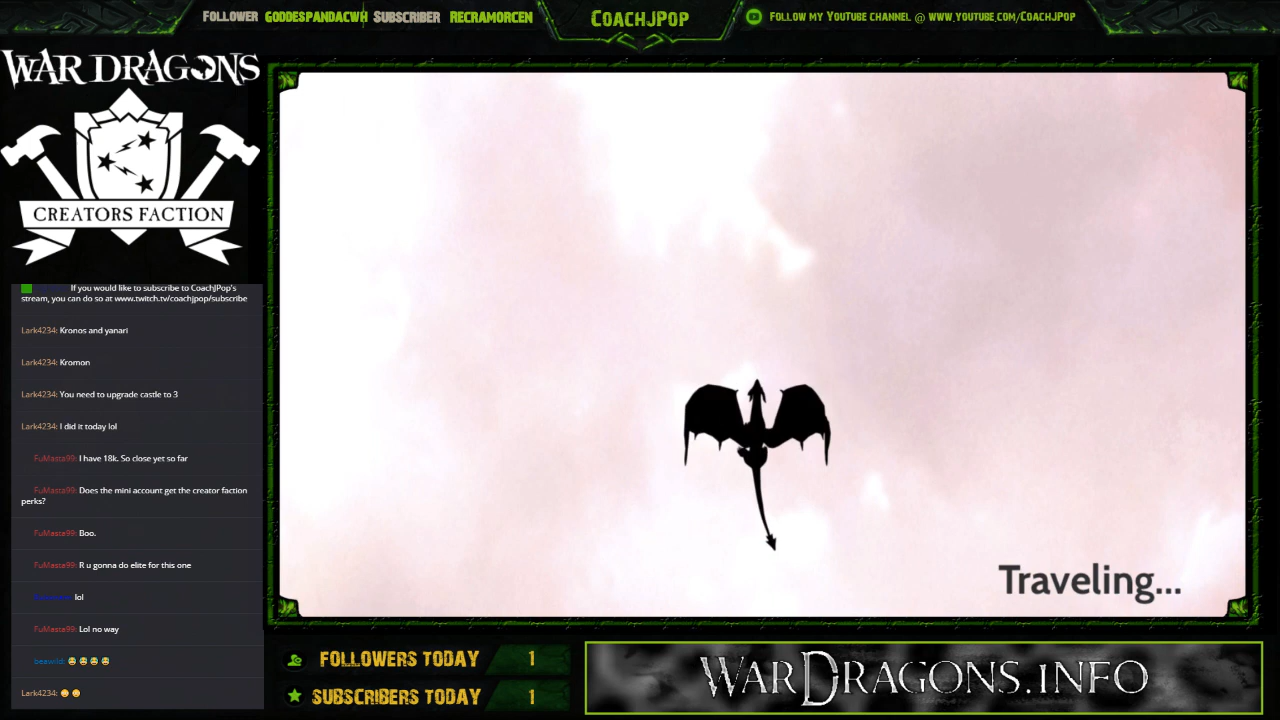 Follower GoddesPandaCWH Subscriber Recramorcen
CoachJPop
Follow my YouTube channel @ www.youtube.com/CoachJPop
WAR DRAGONS
CREATORS FACTION
If you would like to subscribe to CoachJPop's
stream, you can do so at www.twitch.tv/coachjpop/subscribe
Lark4234: Kronos and yanari
Lark4234: Kromon
Lark4234: You need to upgrade castle to 3
Lark4234: I did it today lol
FuMasta99: I have 18k. So close yet so far
FuMasta99: Does the mini account get the creator faction
perks?
FuMasta99: Boo.
FuMasta99: R u gonna do elite for this one
lol
FuMasta99: Lol no way
beawild: 😂 😂 😂 😂
Lark4234: 😳 😳
Traveling...
Followers Today 1
Subscribers Today 1
WarDragons.info